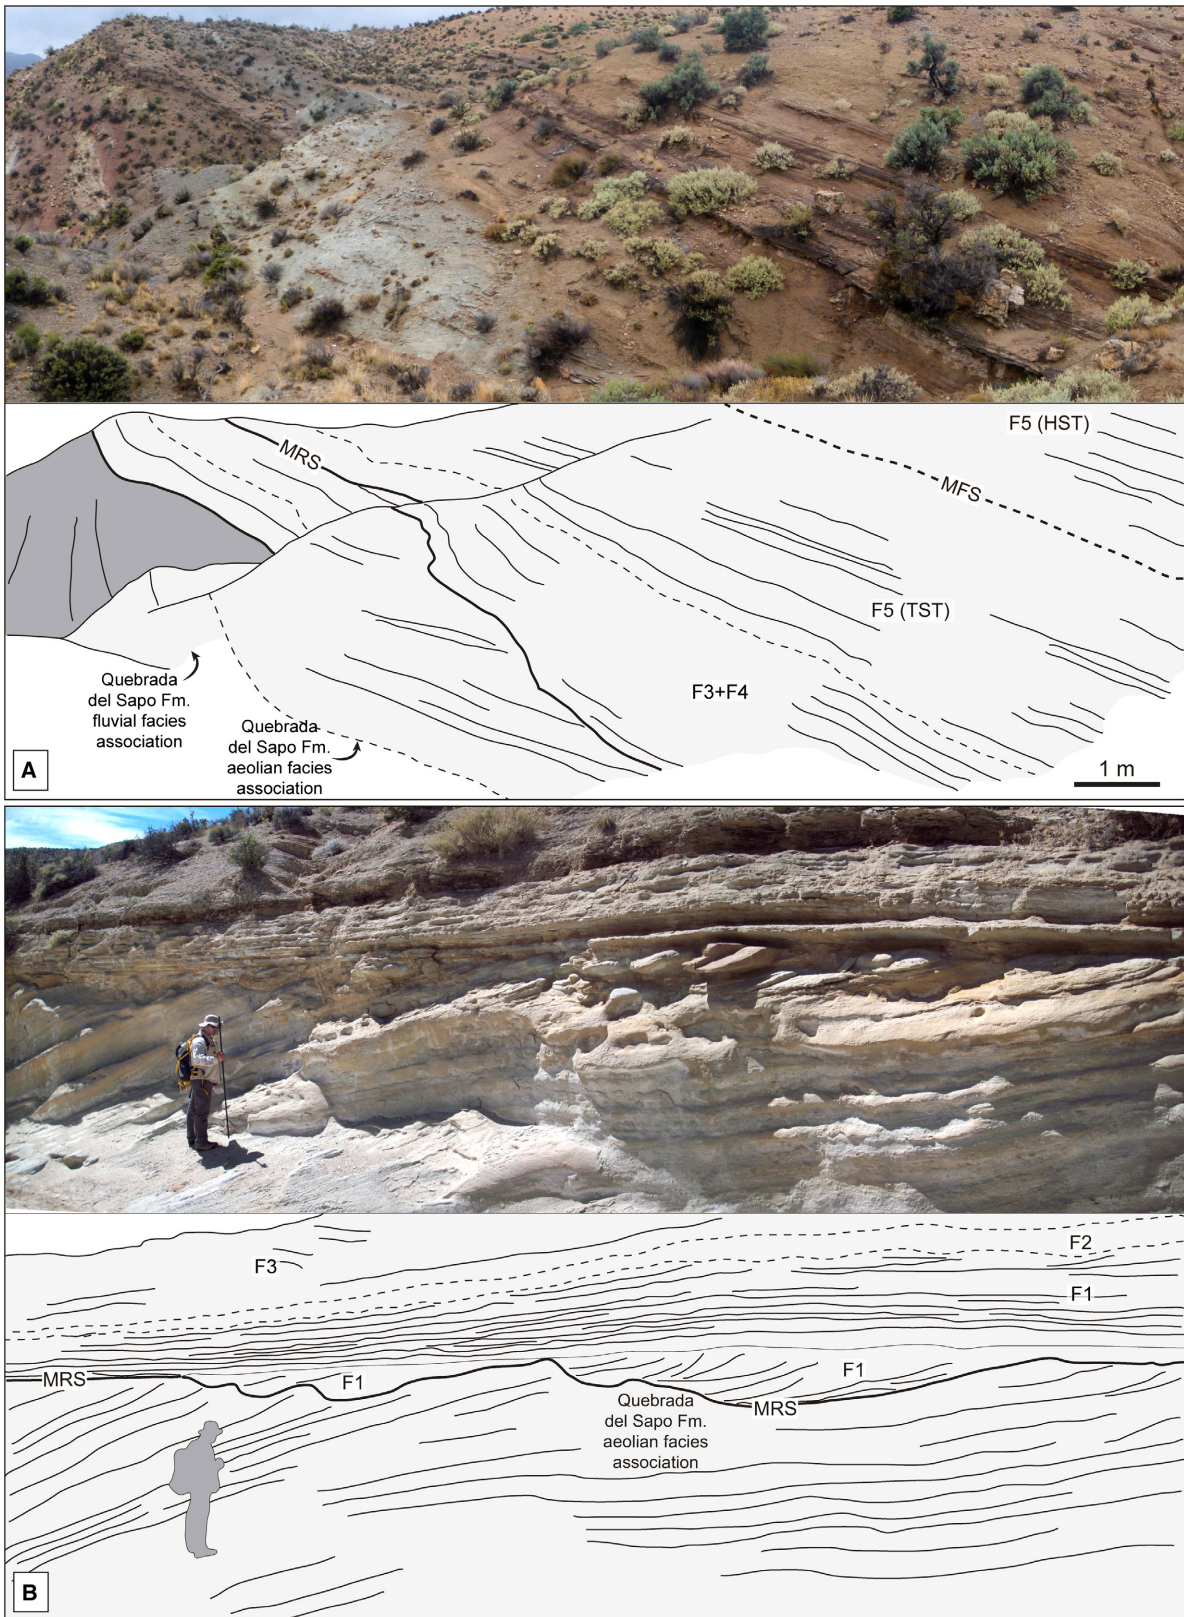 F5 (HST)
MRS
MFS
F5 (TST)
F3+F4
Quebrada
del Sapo Fm.
fluvial facies
association
Quebrada
del Sapo Fm.
aeolian facies
association
A
1 m
F2
F3
F1
MRS
F1
F1
Quebrada
del Sapo Fm.
aeolian facies
association
MRS
B